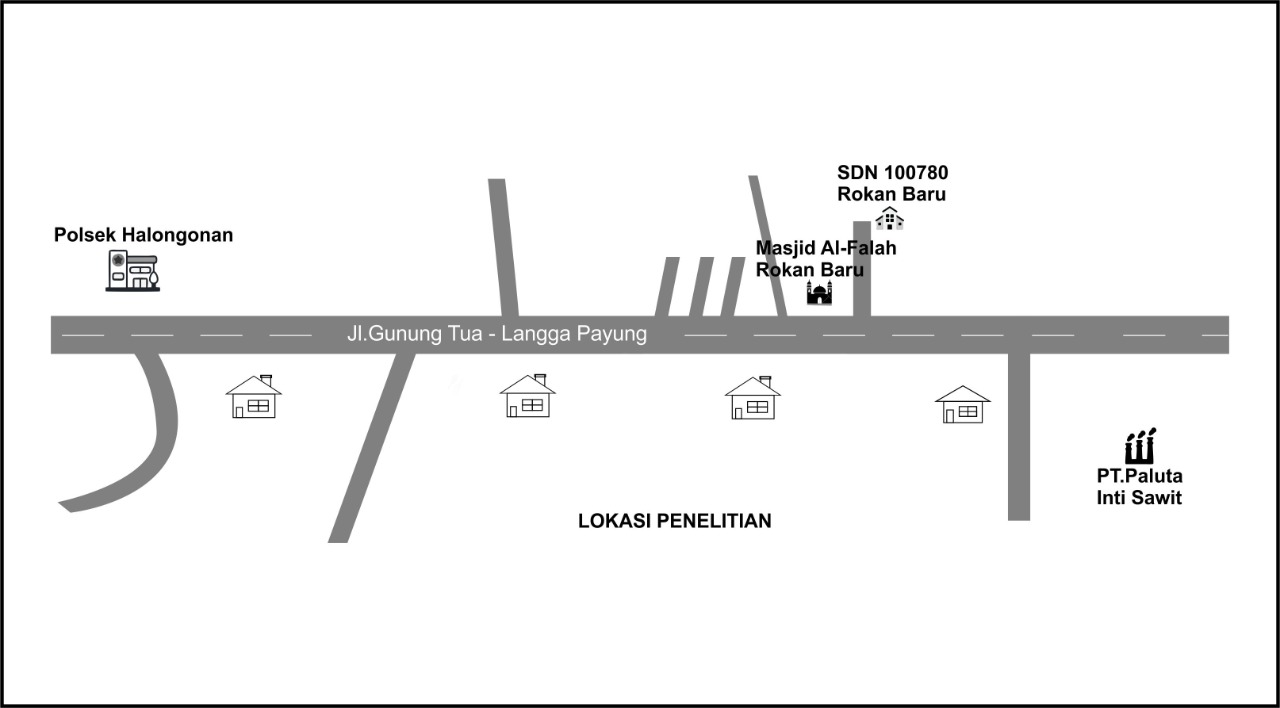 SDN 100780
Rokan Baru
Polsek Halongonan
Masjid Al-Falah
Rokan Baru
Jl.Gunung Tua - Langga Payung
PT.Paluta
Inti Sawit
LOKASI PENELITIAN